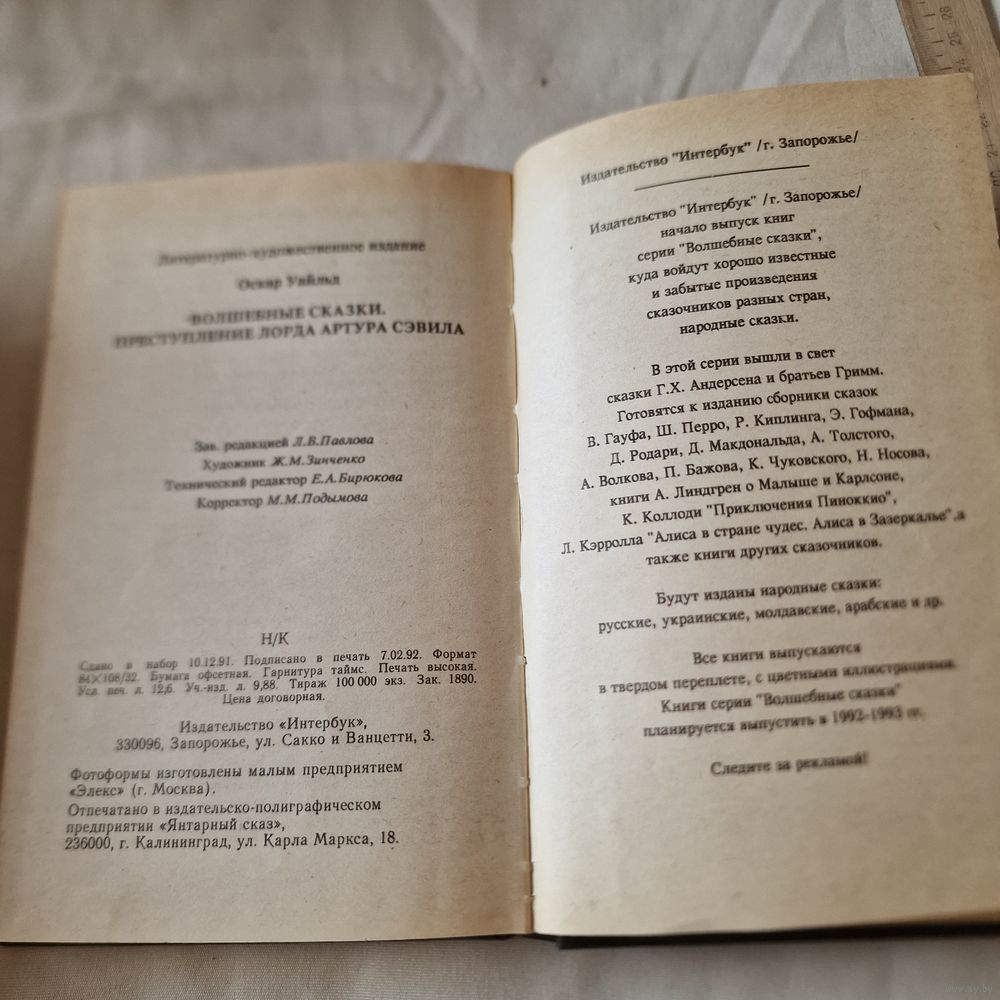 Литературно-художественное издание
Оскар Уайльд
ВОЛШЕБНЫЕ СКАЗКИ.
ПРЕСТУПЛЕНИЕ ЛОРДА АРТУРА СЭВИЛА
Зав. редакцией Л.В.Павлова
Художник Ж.М.Зинченко
Технический редактор Е.А.Бирюкова
Корректор М.М.Подымова
Н/К
Сдано в набор 10.12.91. Подписано в печать 7.02.92. Формат
84×108/32. Бумага офсетная. Гарнитура таймс. Печать высокая.
Усл. печ. л. 12,6. Уч.-изд. л. 9,88. Тираж 100 000 экз. Зак. 1890.
Цена договорная.
Издательство «Интербук»,
330096, Запорожье, ул. Сакко и Ванцетти, 3.
Фотоформы изготовлены малым предприятием
«Элекс» (г. Москва).
Отпечатано в издательско-полиграфическом
предприятии «Янтарный сказ»,
236000, г. Калининград, ул. Карла Маркса, 18.
Издательство "Интербук" /г. Запорожье/
Издательство "Интербук" /г. Запорожье/
начало выпуск книг
серии "Волшебные сказки",
куда войдут хорошо известные
и забытые произведения
сказочников разных стран,
народные сказки.
В этой серии вышли в свет
сказки Г.Х. Андерсена и братьев Гримм.
Готовятся к изданию сборники сказок
В. Гауфа, Ш. Перро, Р. Киплинга, Э. Гофмана,
Д. Родари, Д. Макдональда, А. Толстого,
А. Волкова, П. Бажова, К. Чуковского, Н. Носова,
книги А. Линдгрен о Малыше и Карлсоне,
К. Коллоди "Приключения Пиноккио",
Л. Кэрролла "Алиса в стране чудес. Алиса в Зазеркалье",а
также книги других сказочников.
Будут изданы народные сказки:
русские, украинские, молдавские, арабские и др.
Все книги выпускаются
в твердом переплете, с цветными иллюстрациями.
Книги серии "Волшебные сказки"
планируется выпустить в 1992-1993 гг.
Следите за рекламой!
26
25
24
21